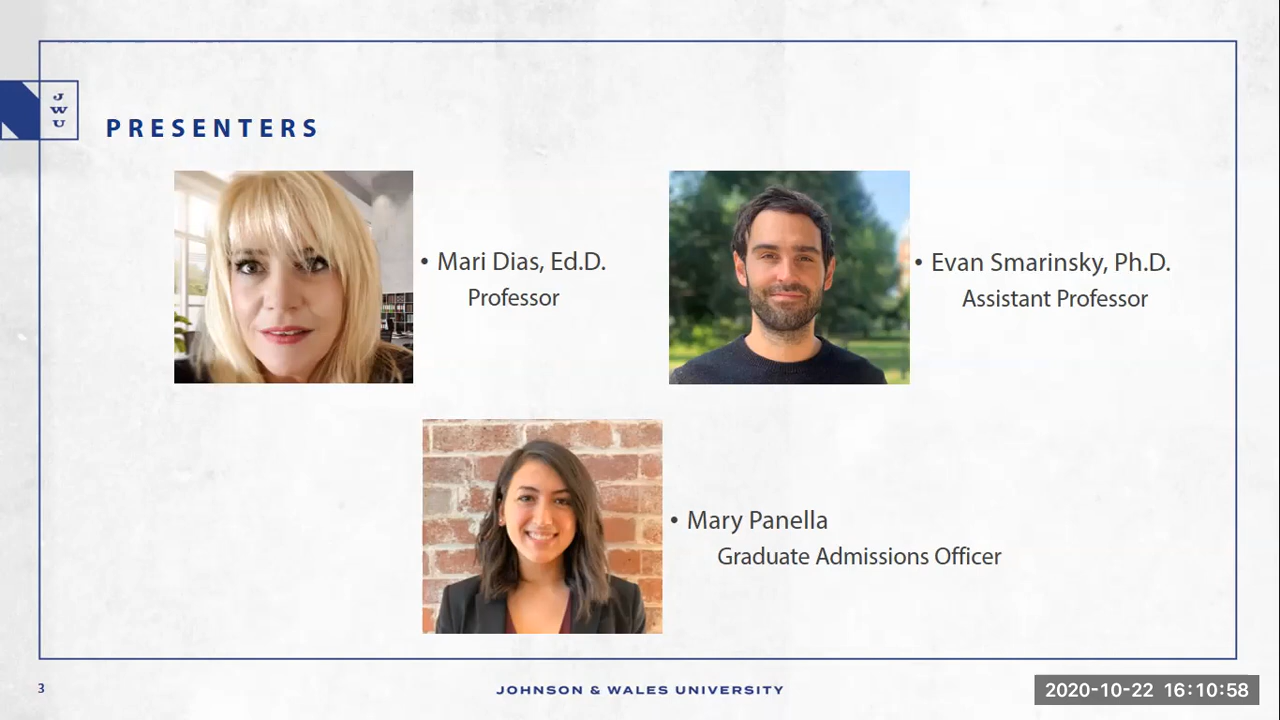 J
W
U
PRESENTERS
• Mari Dias, Ed.D.
Professor
• Evan Smarinsky, Ph.D.
Assistant Professor
• Mary Panella
Graduate Admissions Officer
3
JOHNSON & WALES UNIVERSITY
2020-10-22 16:10:58